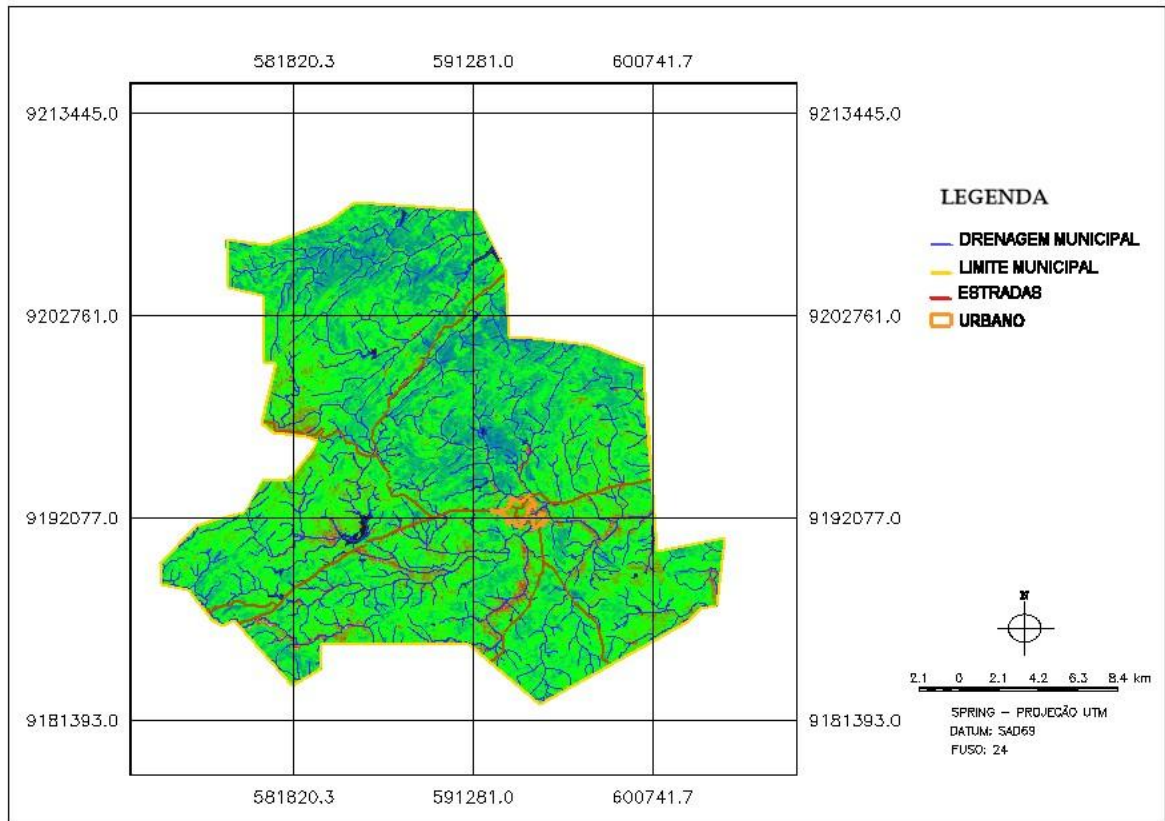 581820.3 591281.0 600741.7
9213445.0 9213445.0
LEGENDA
DRENAGEM MUNICIPAL
LIMITE MUNICIPAL
ESTRADAS
URBANO
9202761.0 9202761.0
9192077.0 9192077.0
N
2.1 0 2.1 4.2 6.3 8.4 km
SPRING - PROJEÇÃO UTM
DATUM: SAD69
FUSO: 24
9181393.0 9181393.0
581820.3 591281.0 600741.7